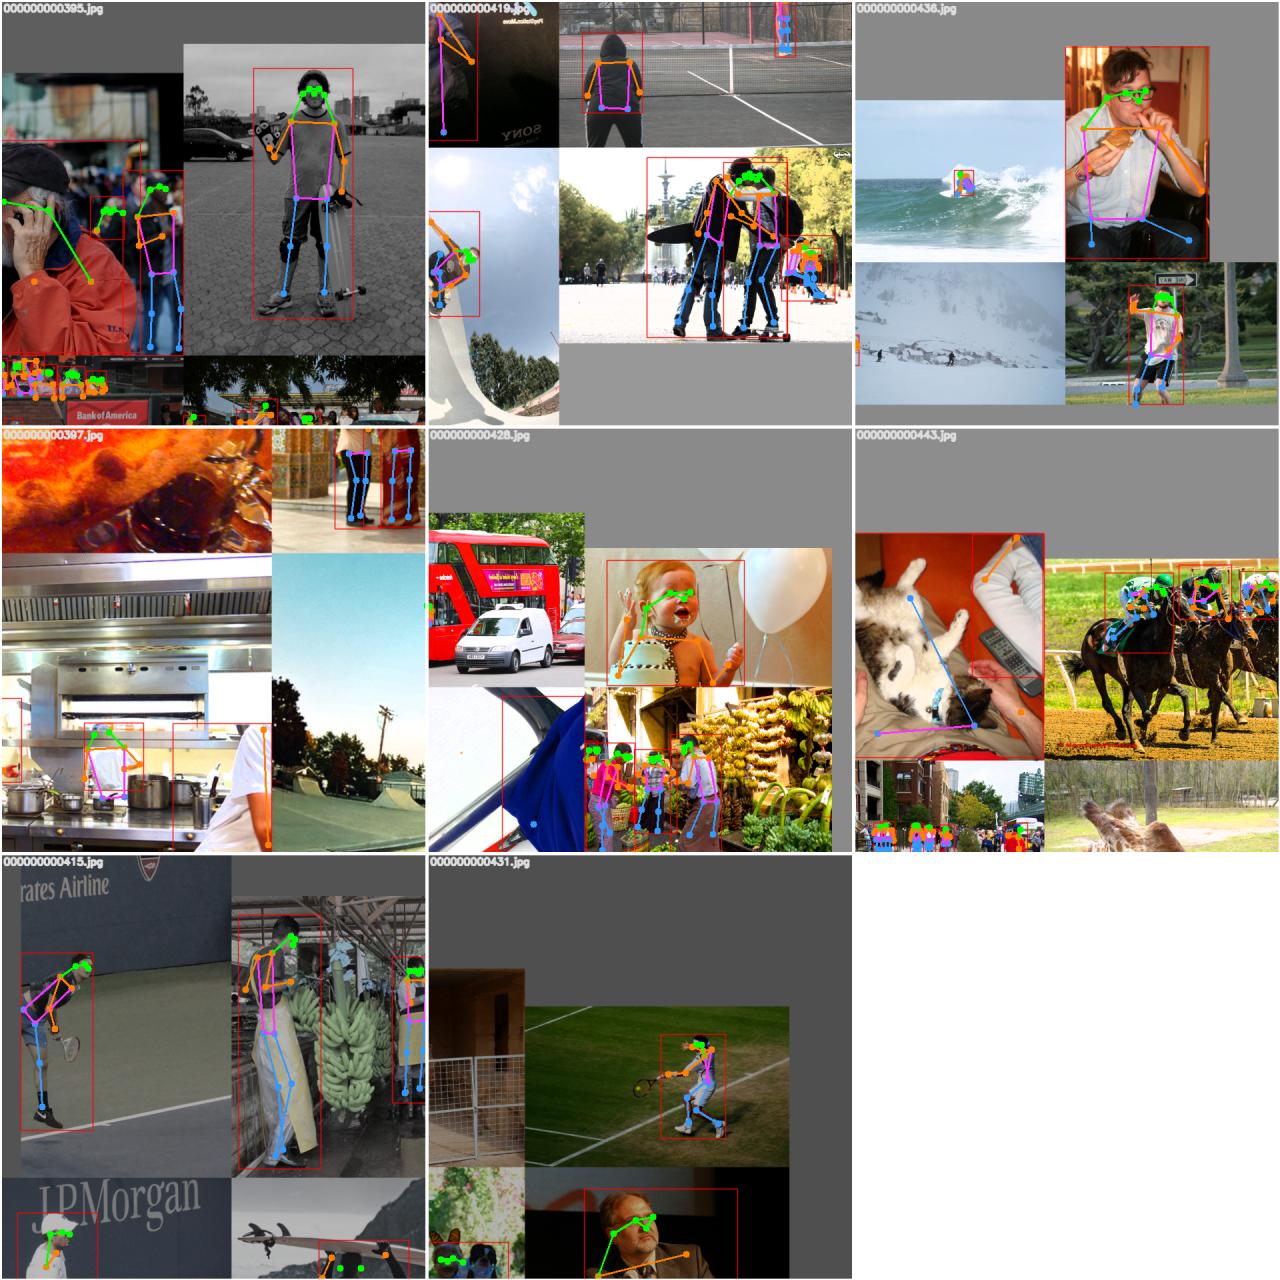 000000000395.jpg
000000000419.jpg
000000000436.jpg
SONY
Bank of America
000000000397.jpg
000000000428.jpg
000000000443.jpg
000000000415.jpg
000000000431.jpg
rates Airline
J.P.Morgan